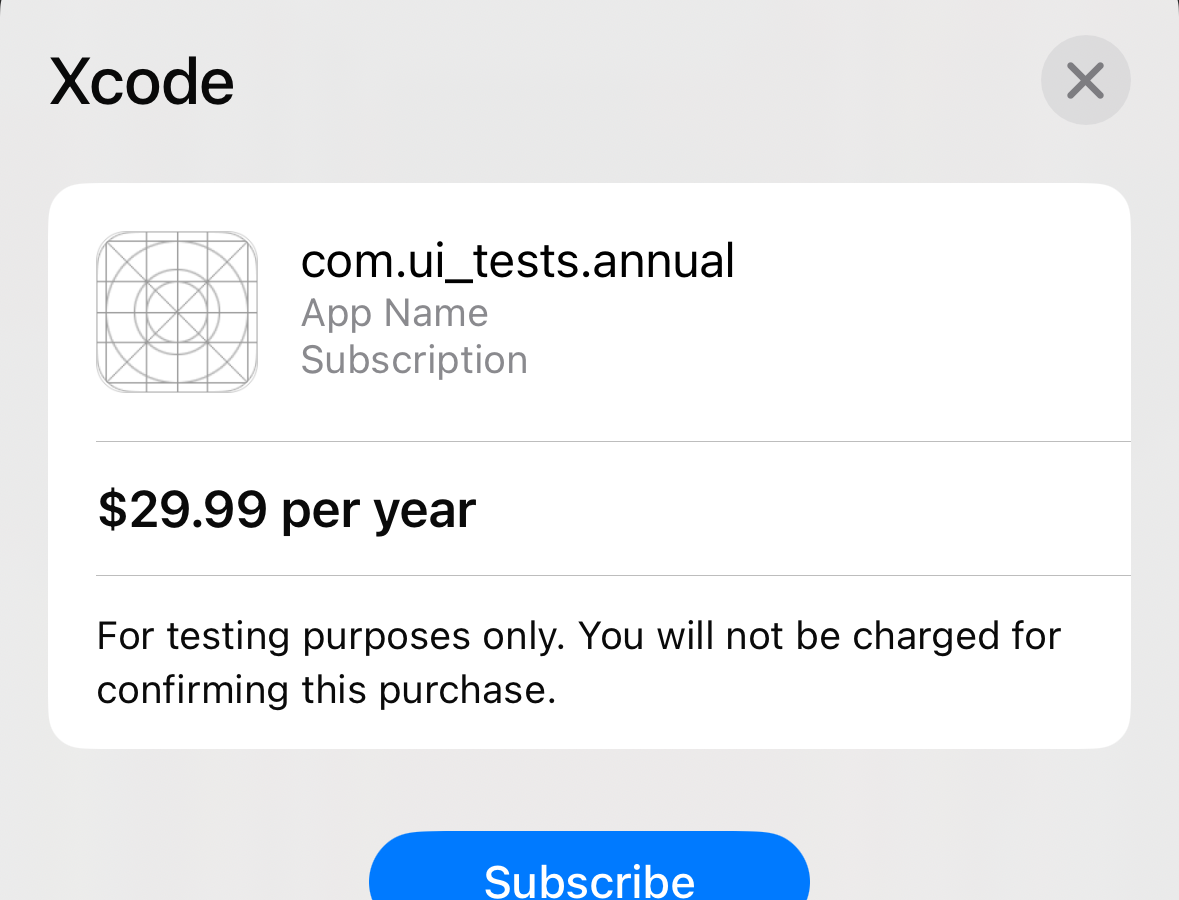 Xcode
com.ui_tests.annual
App Name
Subscription
$29.99 per year
For testing purposes only. You will not be charged for
confirming this purchase.
Subscribe